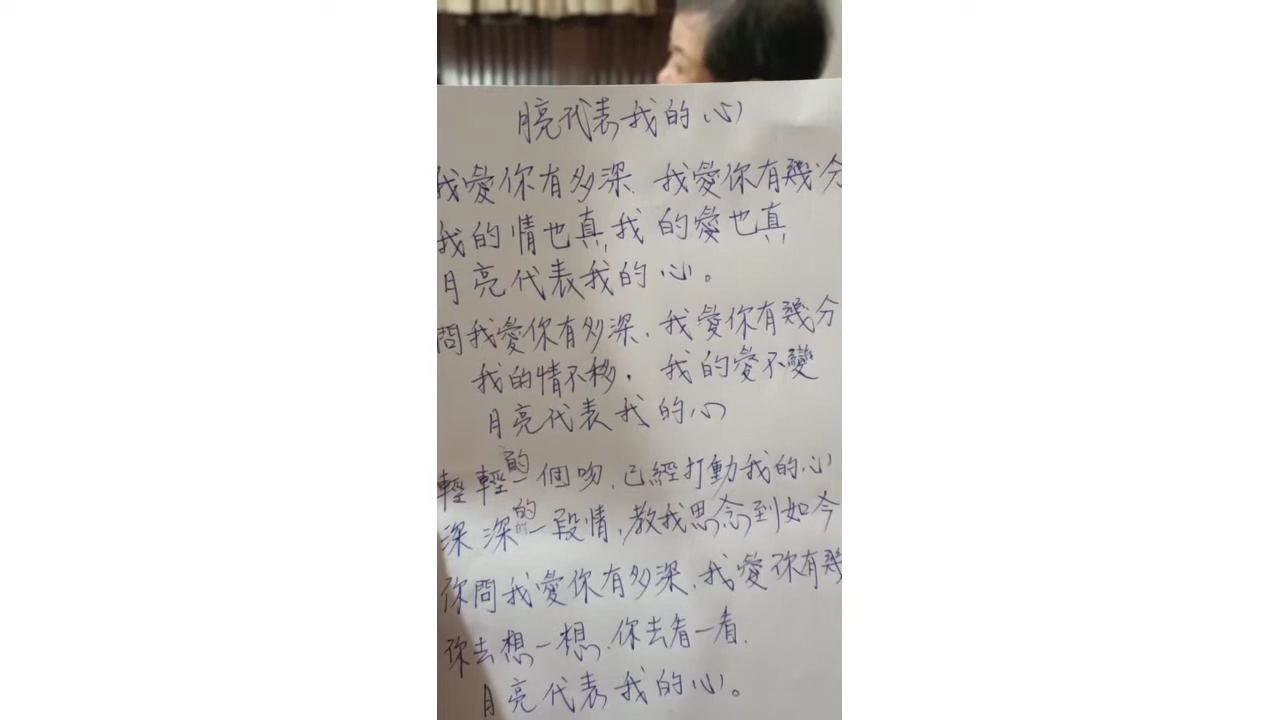 月亮代表我的心
我愛你有多深.我愛你有幾分
我的情也真我的愛也真
月亮代表我的心。
問我愛你有多深.我愛你有幾分
我的情不移.我的愛不變
月亮代表我的心
輕輕的一個吻.已經打動我的心
深深的一段情,教我思念到如今
你問我愛你有多深.我愛你有幾
你去想一想.你去看一看.
月亮代表我的心。